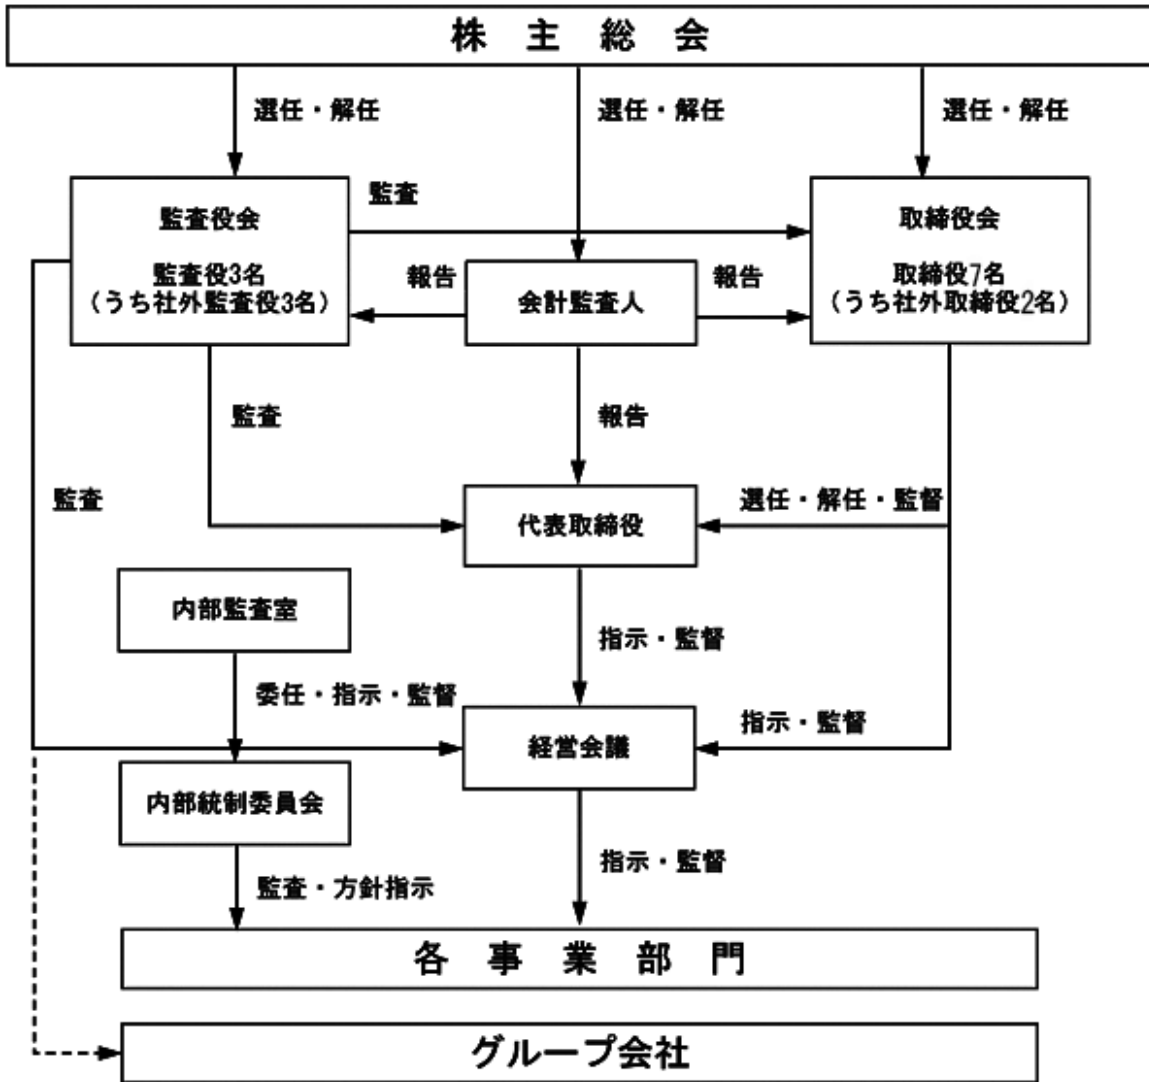 株主総会
選任・解任
選任・解任
選任・解任
監査役会
監査役3名
（うち社外監査役3名）
監査
取締役会
取締役7名
（うち社外取締役2名）
報告
会計監査人
報告
監査
報告
監査
代表取締役
選任・解任・監督
内部監査室
指示・監督
委任・指示・監督
経営会議
指示・監督
内部統制委員会
指示・監督
監査・方針指示
各事業部門
グループ会社